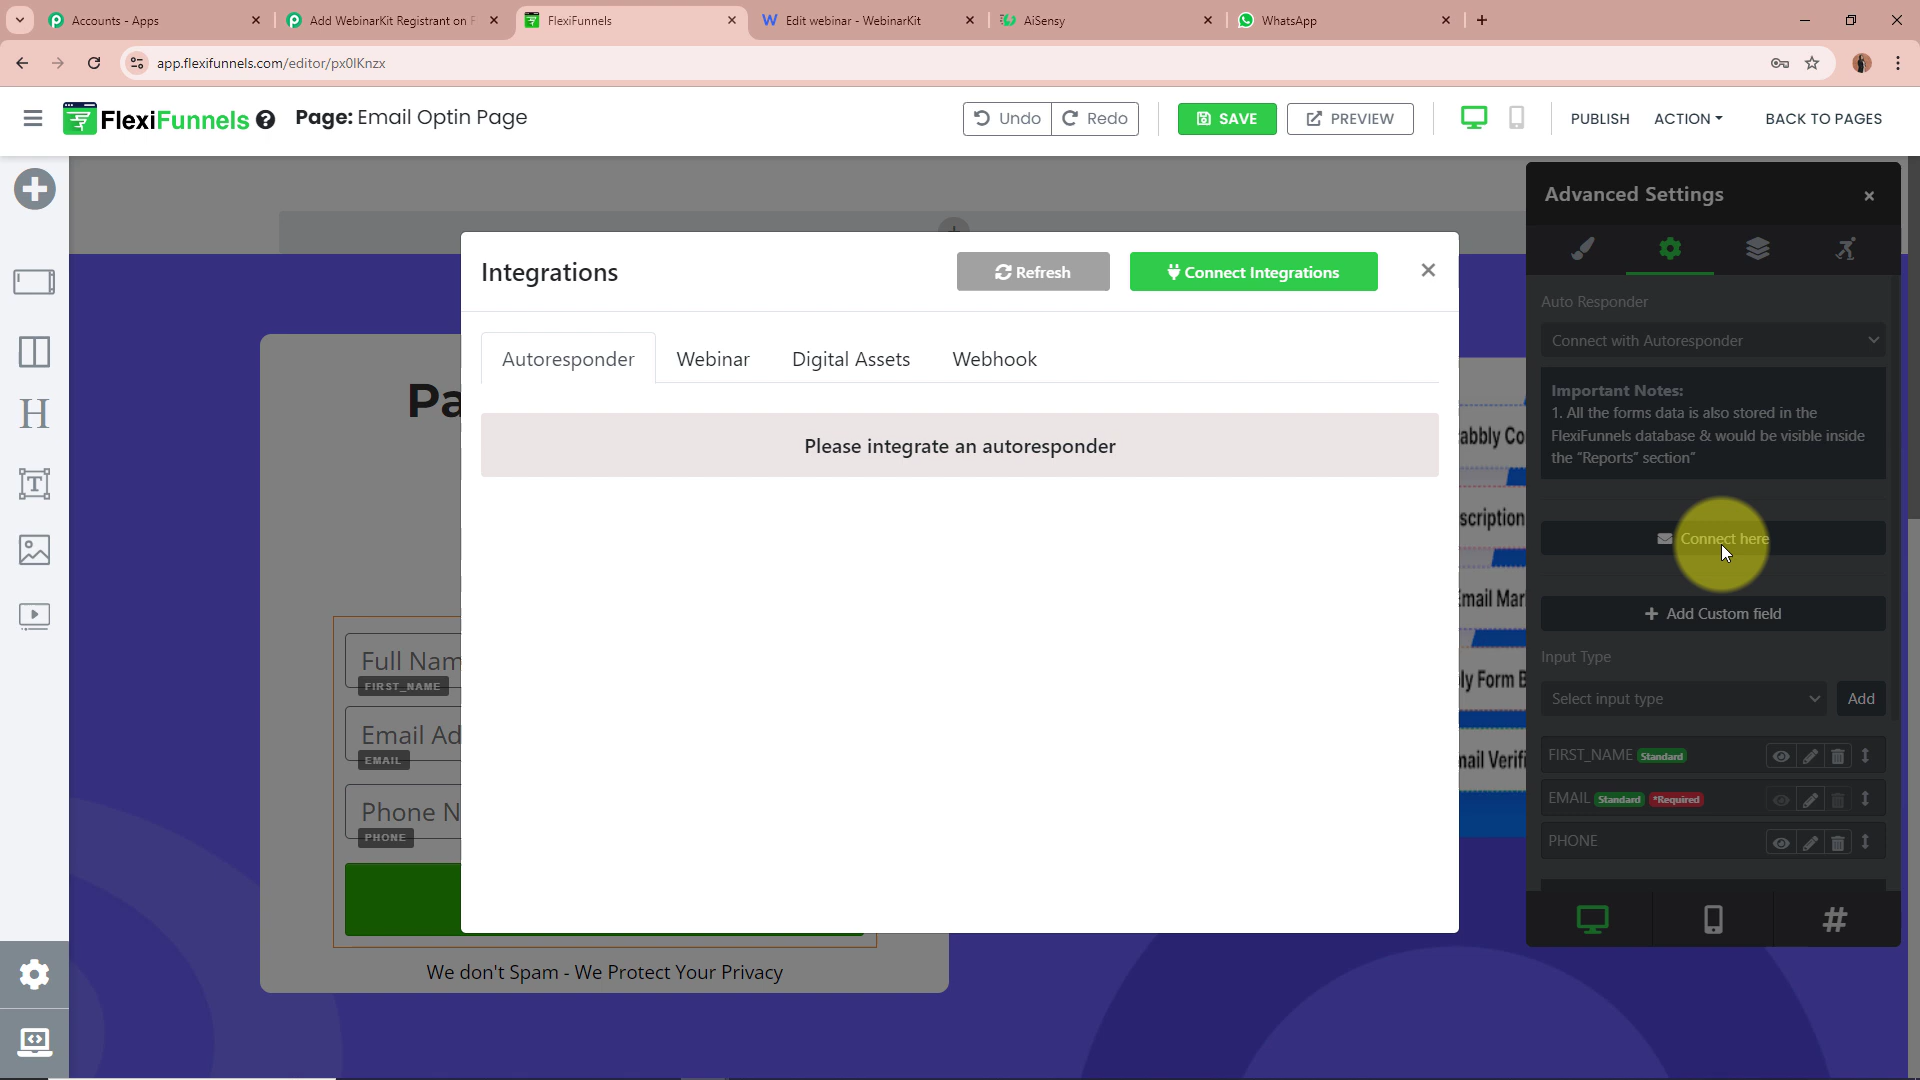 Accounts - Apps
Add WebinarKit Registrant on F
FlexiFunnels
Edit webinar - WebinarKit
AiSensy
WhatsApp
app.flexifunnels.com/editor/px0lKnzx
FlexiFunnels
Page: Email Optin Page
Undo
Redo
SAVE
PREVIEW
PUBLISH
ACTION
BACK TO PAGES
Integrations
Refresh
Connect Integrations
Autoresponder
Webinar
Digital Assets
Webhook
Please integrate an autoresponder
Pa
Full Nam
FIRST_NAME
Email Ad
EMAIL
Phone N
PHONE
We don't Spam - We Protect Your Privacy
abbly Co
scription
Email Mar
ly Form B
mail Verifi
Advanced Settings
Auto Responder
Connect with Autoresponder
Important Notes:
1. All the forms data is also stored in the
FlexiFunnels database & would be visible inside
the "Reports" section"
Connect here
Add Custom field
Input Type
Select input type
Add
FIRST_NAME Standard
EMAIL Standard *Required
PHONE